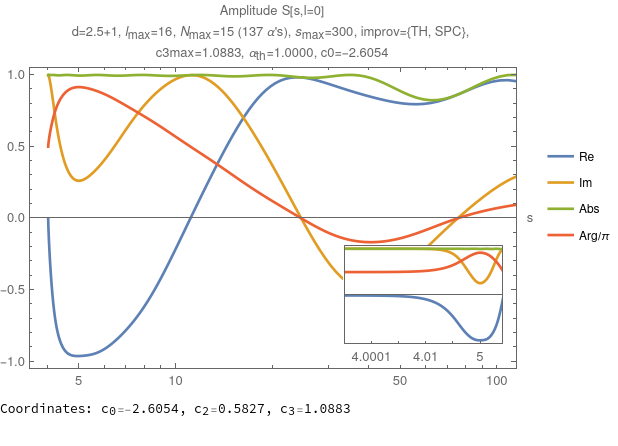 Amplitude S[s,l=0]
d=2.5+1, lmax=16, Nmax=15 (137 α's), smax=300, improv={TH, SPC},
c3max=1.0883, αth=1.0000, c0=-2.6054
1.0
0.5
0.0
-0.5
-1.0
5
10
50
100
s
Re
Im
Abs
Arg/π
4.0001
4.01
5
Coordinates: c0=-2.6054, c2=0.5827, c3=1.0883